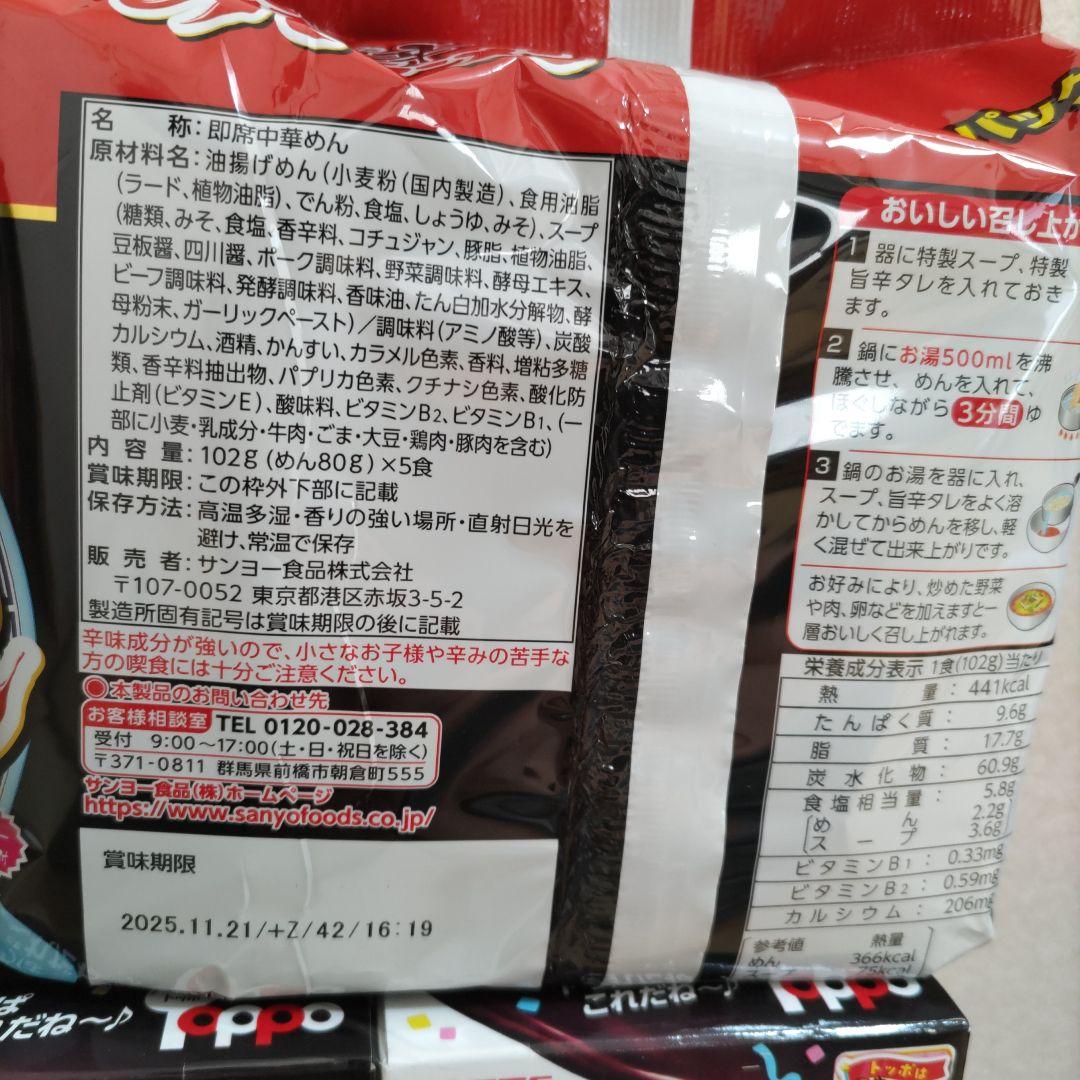 名 称:即席中華めん
原材料名:油揚げめん(小麦粉(国内製造)、食用油脂
(ラード、植物油脂)、でん粉、食塩、しょうゆ、みそ)、スープ
(糖類、みそ、食塩、香辛料、コチュジャン、豚脂、植物油脂、
豆板醤、四川醤、ポーク調味料、野菜調味料、酵母エキス、
ビーフ調味料、発酵調味料、香味油、たん白加水分解物、酵
母粉末、ガーリックペースト)/調味料(アミノ酸等)、炭酸
カルシウム、酒精、かんすい、カラメル色素、香料、増粘多糖
類、香辛料抽出物、パプリカ色素、クチナシ色素、酸化防
止剤(ビタミンE)、酸味料、ビタミンB2、ビタミンB1、(一
部に小麦・乳成分・牛肉・ごま・大豆・鶏肉・豚肉を含む)
内容量:102g(めん80g)×5食
賞味期限:この枠外下部に記載
保存方法:高温多湿・香りの強い場所・直射日光を
避け、常温で保存
販売者:サンヨー食品株式会社
〒107-0052 東京都港区赤坂3-5-2
製造所固有記号は賞味期限の後に記載
辛味成分が強いので、小さなお子様や辛みの苦手な
方の喫食には十分ご注意ください。
●本製品のお問い合わせ先
お客様相談室 TEL 0120-028-384
受付 9:00〜17:00(土・日・祝日を除く)
〒371-0811 群馬県前橋市朝倉町555
サンヨー食品(株)ホームページ
https://www.sanyofoods.co.jp/
賞味期限
2025.11.21/+Z/42/16:19
パック
おいしい召し上が
1 器に特製スープ、特製
旨辛タレを入れておき
ます。
2 鍋にお湯500mlを沸
騰させ、めんを入れて、
ほぐしながら3分間ゆ
でます。
3 鍋のお湯を器に入れ、
スープ、旨辛タレをよく溶
かしてからめんを移し、軽
く混ぜて出来上がりです。
お好みにより、炒めた野菜
や肉、卵などを加えますと一
層おいしく召し上がれます。
栄養成分表示 1食(102g)当たり
熱量:441kcal
たんぱく質:9.6g
脂質:17.7g
炭水化物:60.9g
食塩相当量:5.8g
めん 2.2g
スープ 3.6g
ビタミンB1:0.33mg
ビタミンB2:0.59mg
カルシウム:206mg
参考値 熱量
めん 366kcal
スープ 75kcal
だね〜♪
Toppo
これだね〜♪
Toppo
トッポは